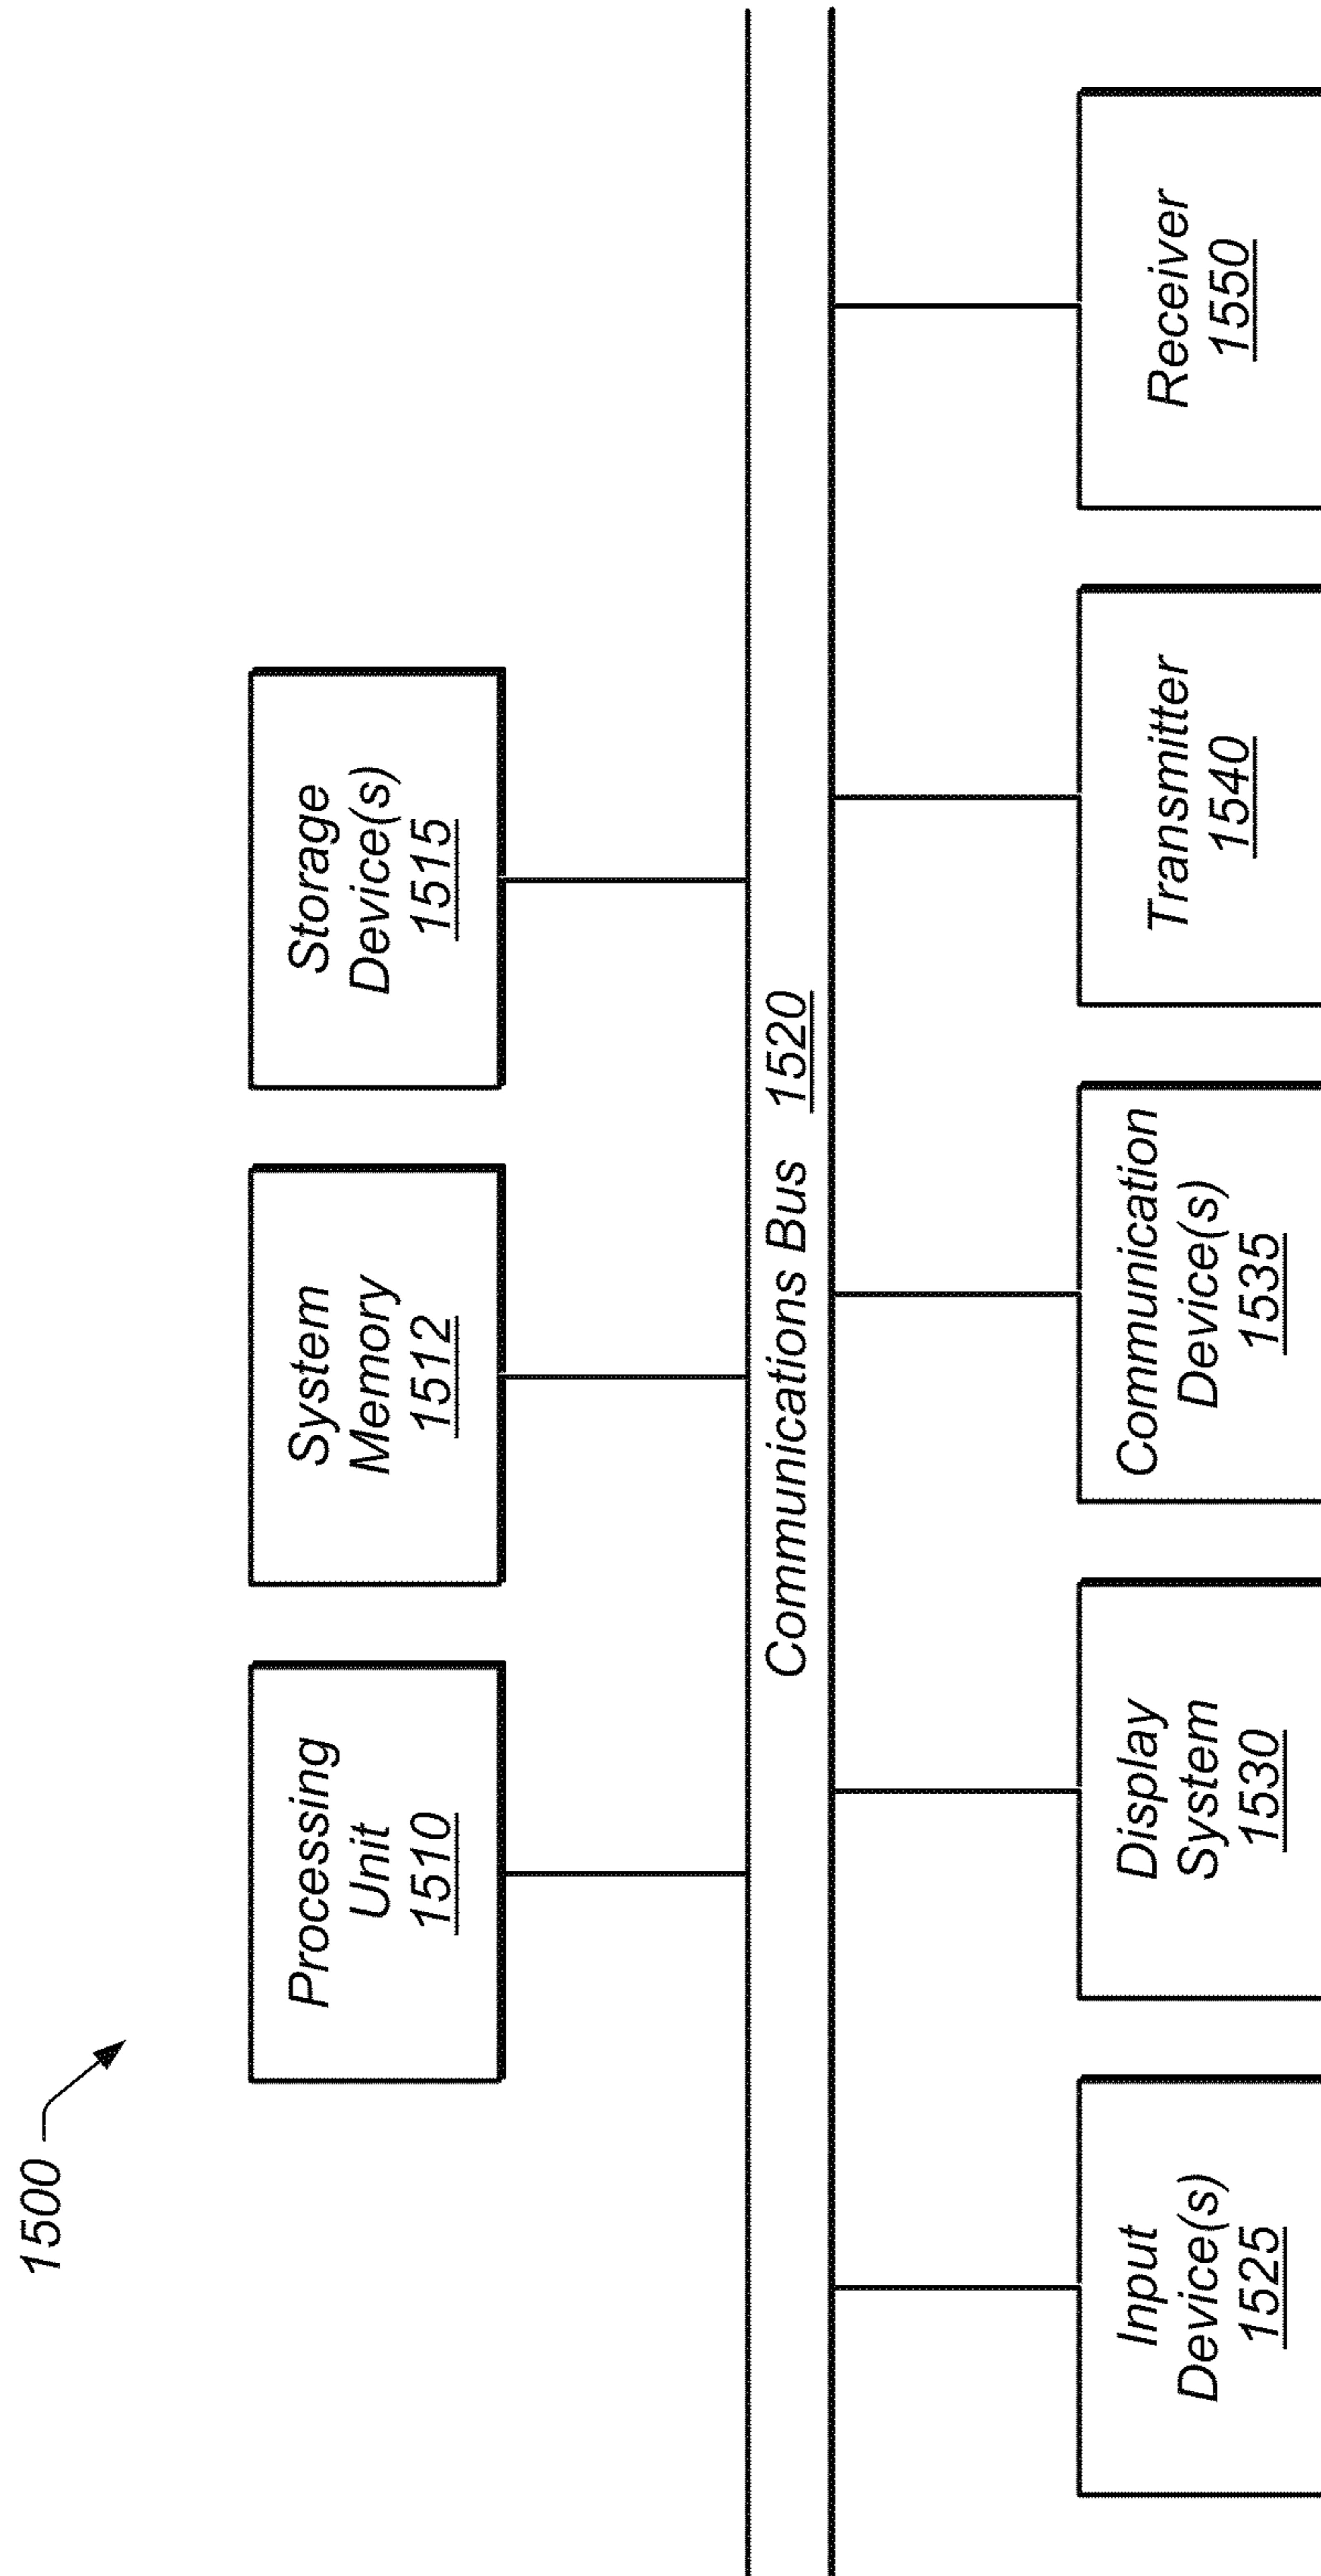 1500
Processing
Unit
1510
System
Memory
1512
Storage
Device(s)
1515
Communications Bus 1520
Input
Device(s)
1525
Display
System
1530
Communication
Device(s)
1535
Transmitter
1540
Receiver
1550